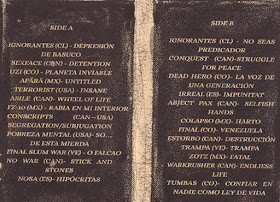 SIDE A
IGNORANTES (CL) - DEPRESIÓN
DE BASUCO
SEXFACE (CAN) - DETENTION
UZI (CO) - PLANETA INVIABLE
APÄRÄ (MX) - UNTITLED
TERRORIST (USA) - INSANE
ASILE (CAN)- WHEEL OF LIFE
FZ-10 (MX) - RABIA EN MI INTERIOR
CONSCRIPTS (CAN—USA)
SEGREGATION/SUBJUGATION
POBREZA MENTAL (USA)- SO...
DE ESTA MIERDA
FINAL SLUM WAR (VE) - O FALCAO
NO WAR (CAN)- STICK AND
STONES
NOSA (ES)- HIPÓCRITAS
SIDE B
IGNORANTES (CL) - NO SEAS
PREDICADOR
CONQUEST (CAN)-STRUGGLE
FOR PEACE
DEAD HERO (CO)- LA VOZ DE
UNA GENERACIÓN
IRREAL (ES)- IMPUNITAT
ABJECT PAX (CAN)- SELFISH
HANDS
COLAPSO (MX)- HARTO
FINAL (CO)- VENEZUELA
ESTORBO (CAN)- DESTRUCCIÓN
TRAMPA (VE)- TRAMPA
ZOTZ (MX)- FATAL
WARKRUSHER (CAN)- ENDLESS
LIFE
TUMBAS (CO)- CONFIAR EN
NADIE COMO LEY DE VIDA